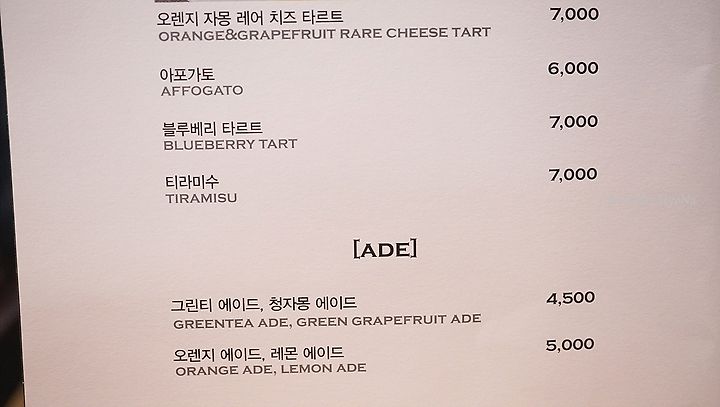 오렌지 자몽 레어 치즈 타르트 7,000
ORANGE&GRAPEFRUIT RARE CHEESE TART
아포가토 6,000
AFFOGATO
블루베리 타르트 7,000
BLUEBERRY TART
티라미수 7,000
TIRAMISU
[ADE]
그린티 에이드, 청자몽 에이드 4,500
GREENTEA ADE, GREEN GRAPEFRUIT ADE
오렌지 에이드, 레몬 에이드 5,000
ORANGE ADE, LEMON ADE